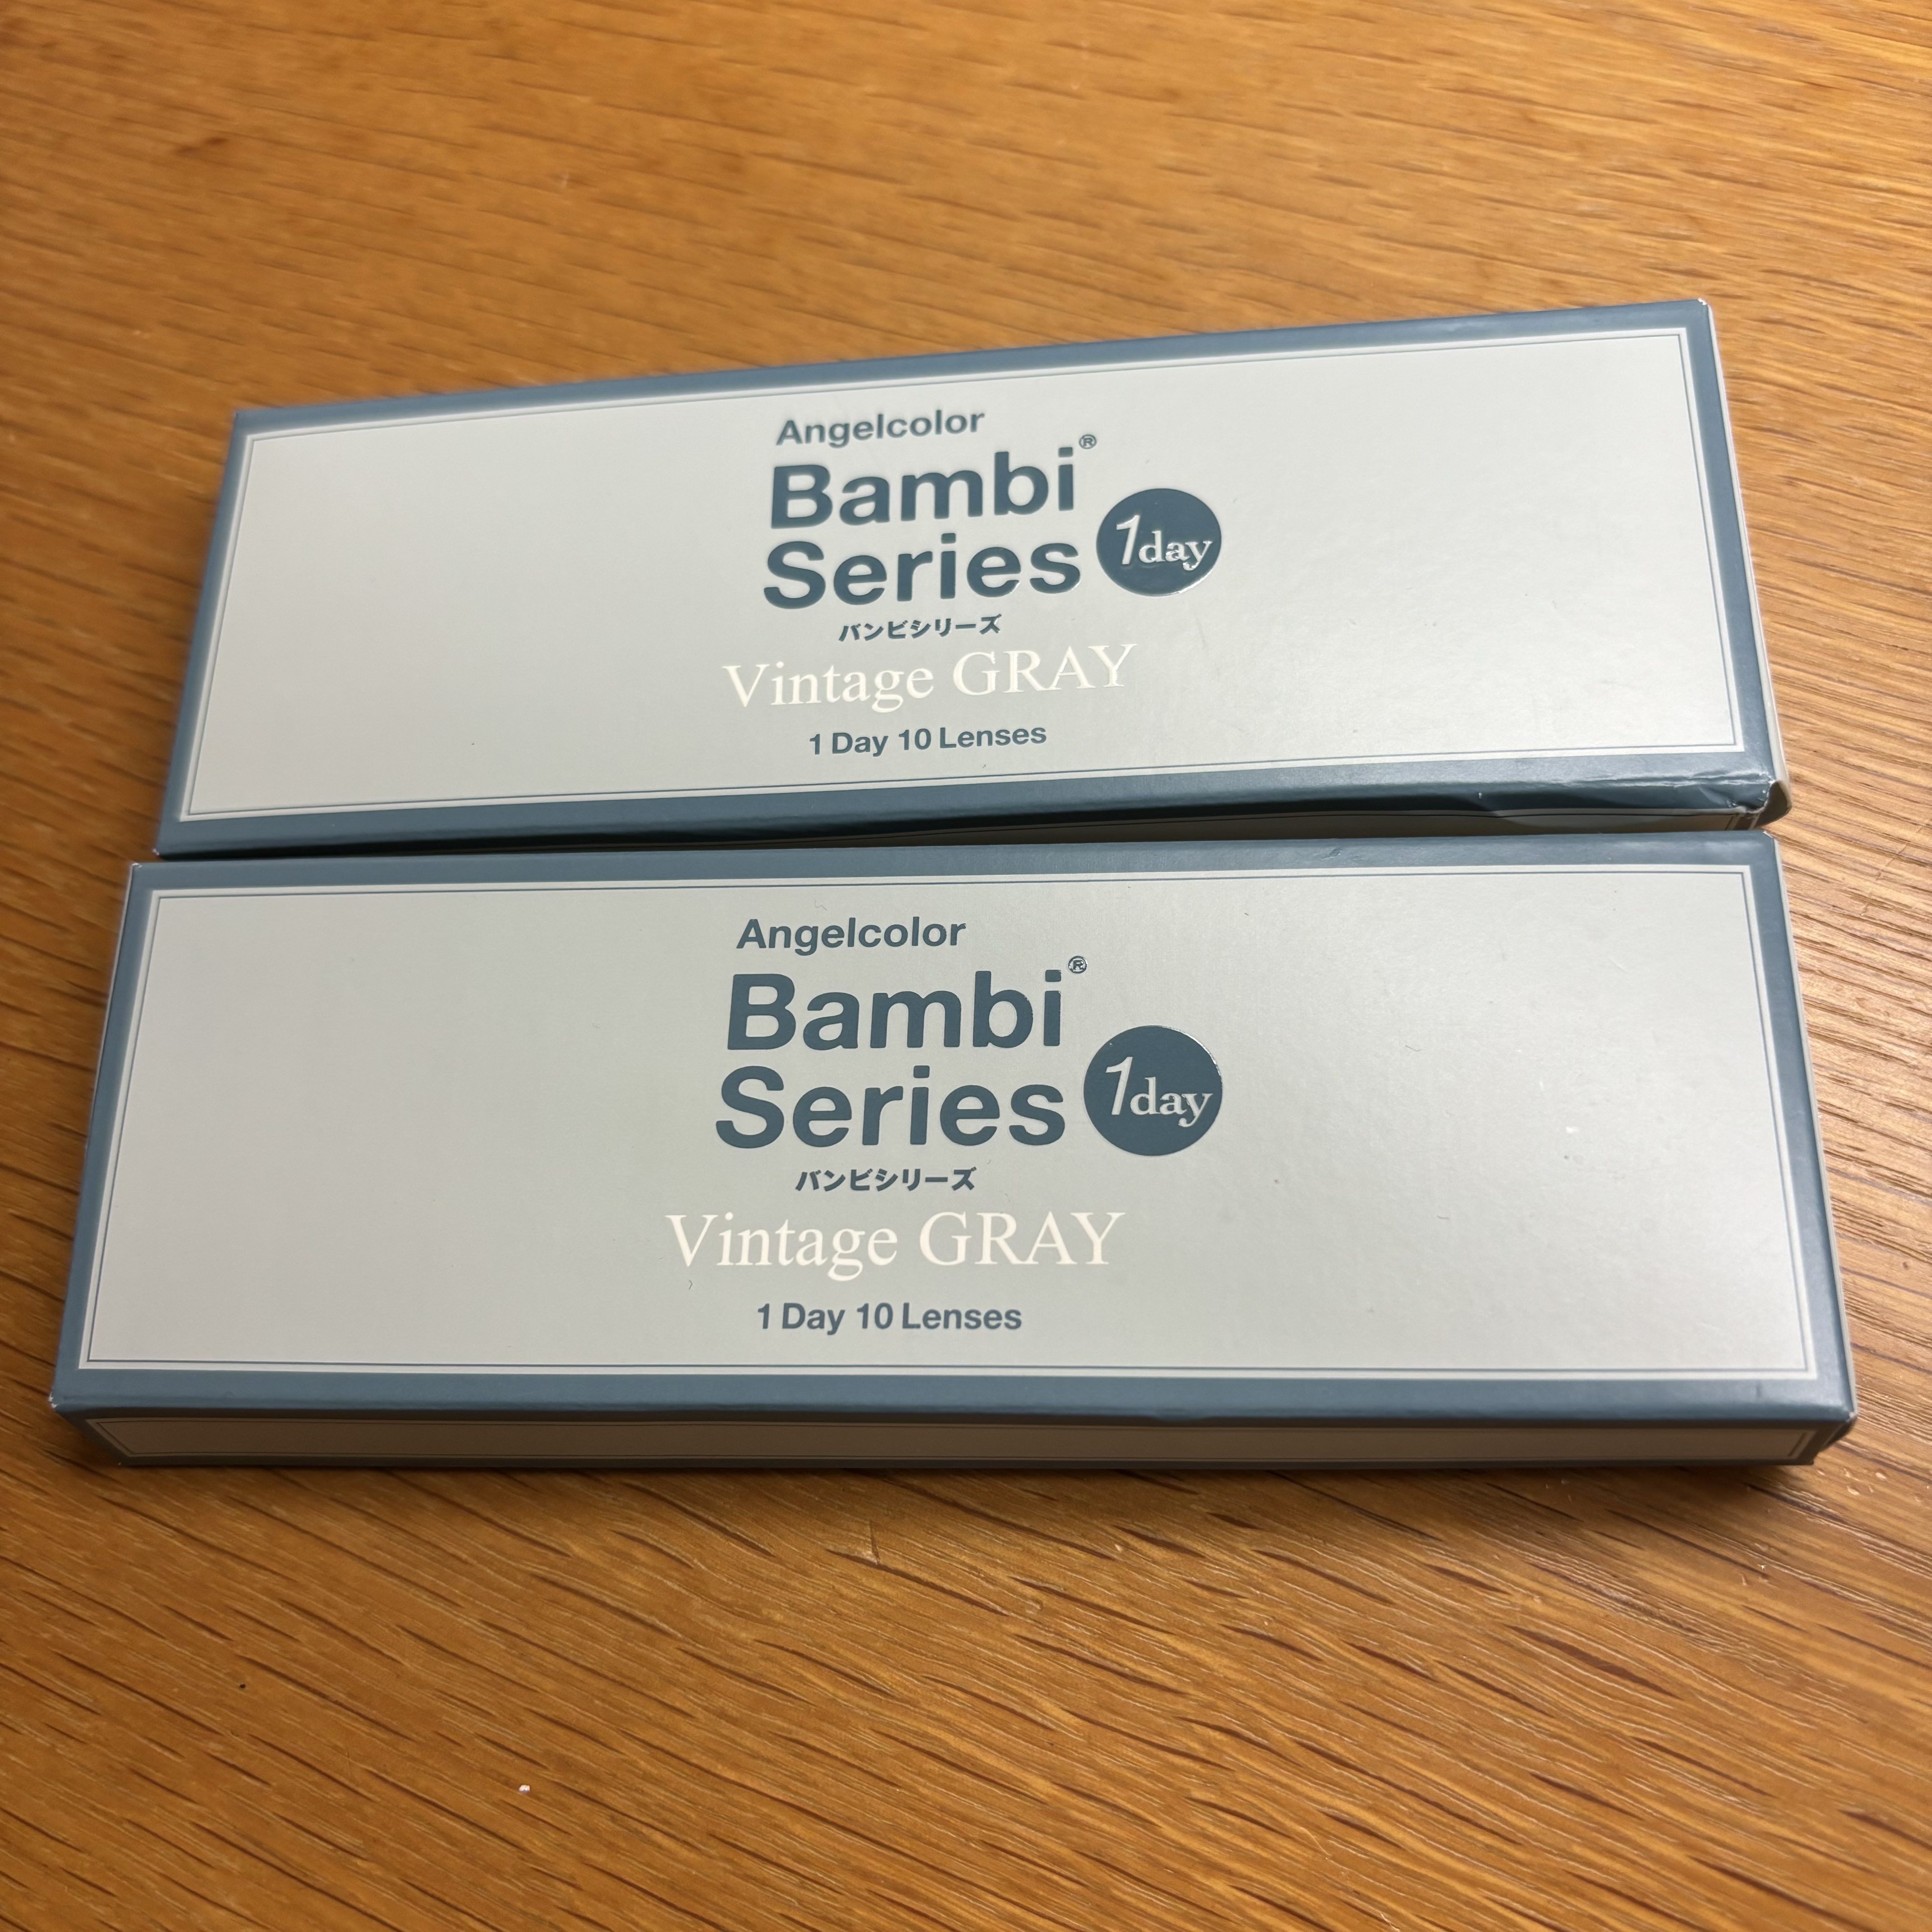 Angelcolor
Bambi®
Series 1day
バンビシリーズ
Vintage GRAY
1 Day 10 Lenses
Angelcolor
Bambi®
Series 1day
バンビシリーズ
Vintage GRAY
1 Day 10 Lenses